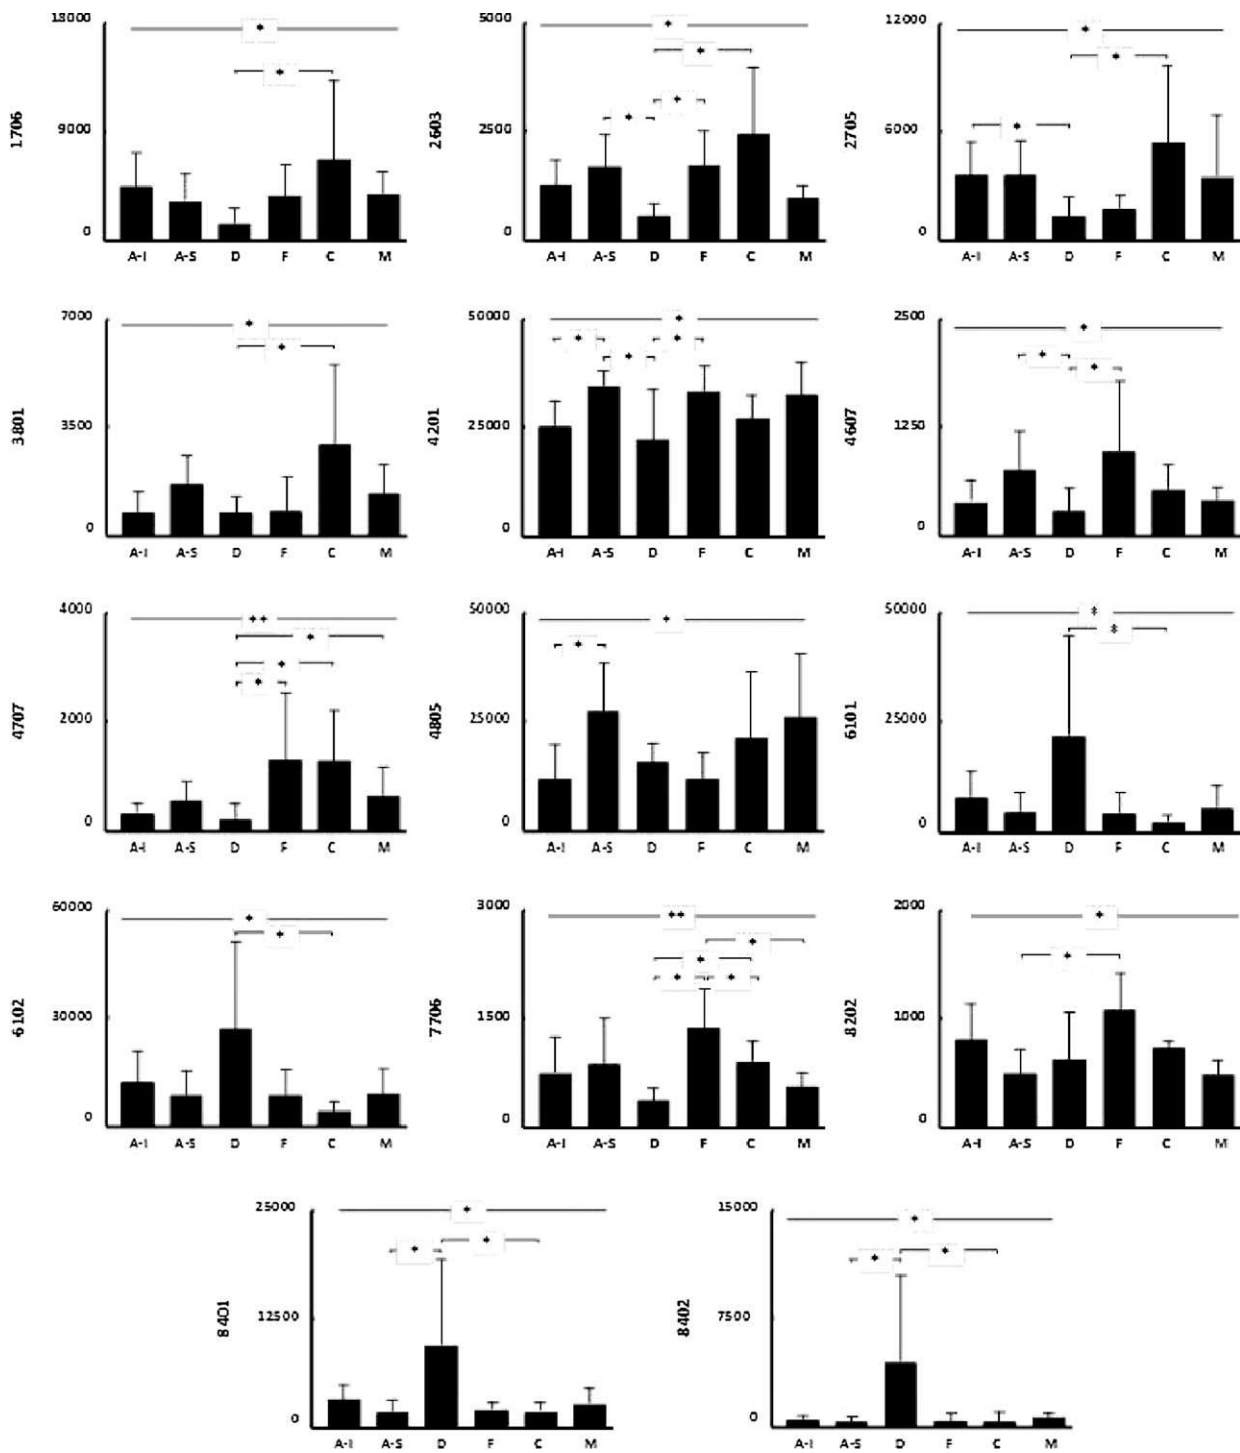 18000 * *
9000
0
1706
A-I A-S D F C M
5000 * * * *
2500
0
2603
A-I A-S D F C M
12000 * * *
6000
0
2705
A-I A-S D F C M
7000 * *
3500
0
3801
A-I A-S D F C M
50000 * * * *
25000
0
4201
A-I A-S D F C M
2500 * * *
1250
0
4607
A-I A-S D F C M
4000 ** * * *
2000
0
4707
A-I A-S D F C M
50000 * *
25000
0
4805
A-I A-S D F C M
50000 ‡ ‡
25000
0
6101
A-I A-S D F C M
60000 * *
30000
0
6102
A-I A-S D F C M
3000 ** * * * *
1500
0
7706
A-I A-S D F C M
2000 * *
1000
0
8202
A-I A-S D F C M
25000 * * *
12500
0
8401
A-I A-S D F C M
15000 * * *
7500
0
8402
A-I A-S D F C M